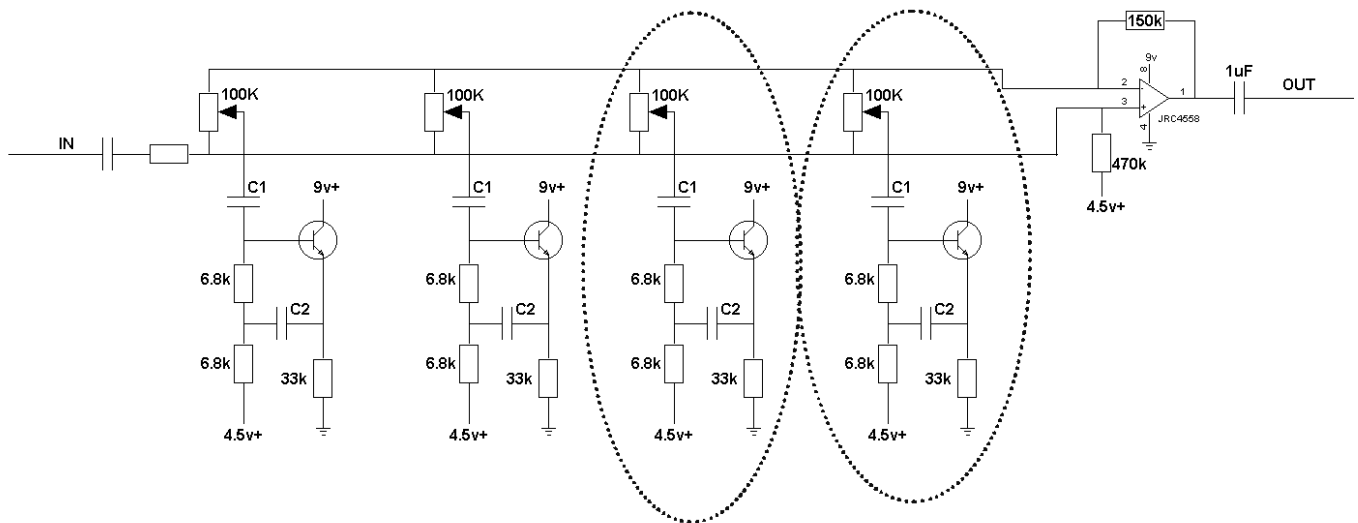 150k
9v
1uF
OUT
100K
100K
100K
100K
2
-
8
1
3
+
4
JRC4558
IN
470k
4.5v+
C1
9v+
C1
9v+
C1
9v+
C1
9v+
6.8k
6.8k
6.8k
6.8k
C2
C2
C2
C2
6.8k
33k
6.8k
33k
6.8k
33k
6.8k
33k
4.5v+
4.5v+
4.5v+
4.5v+